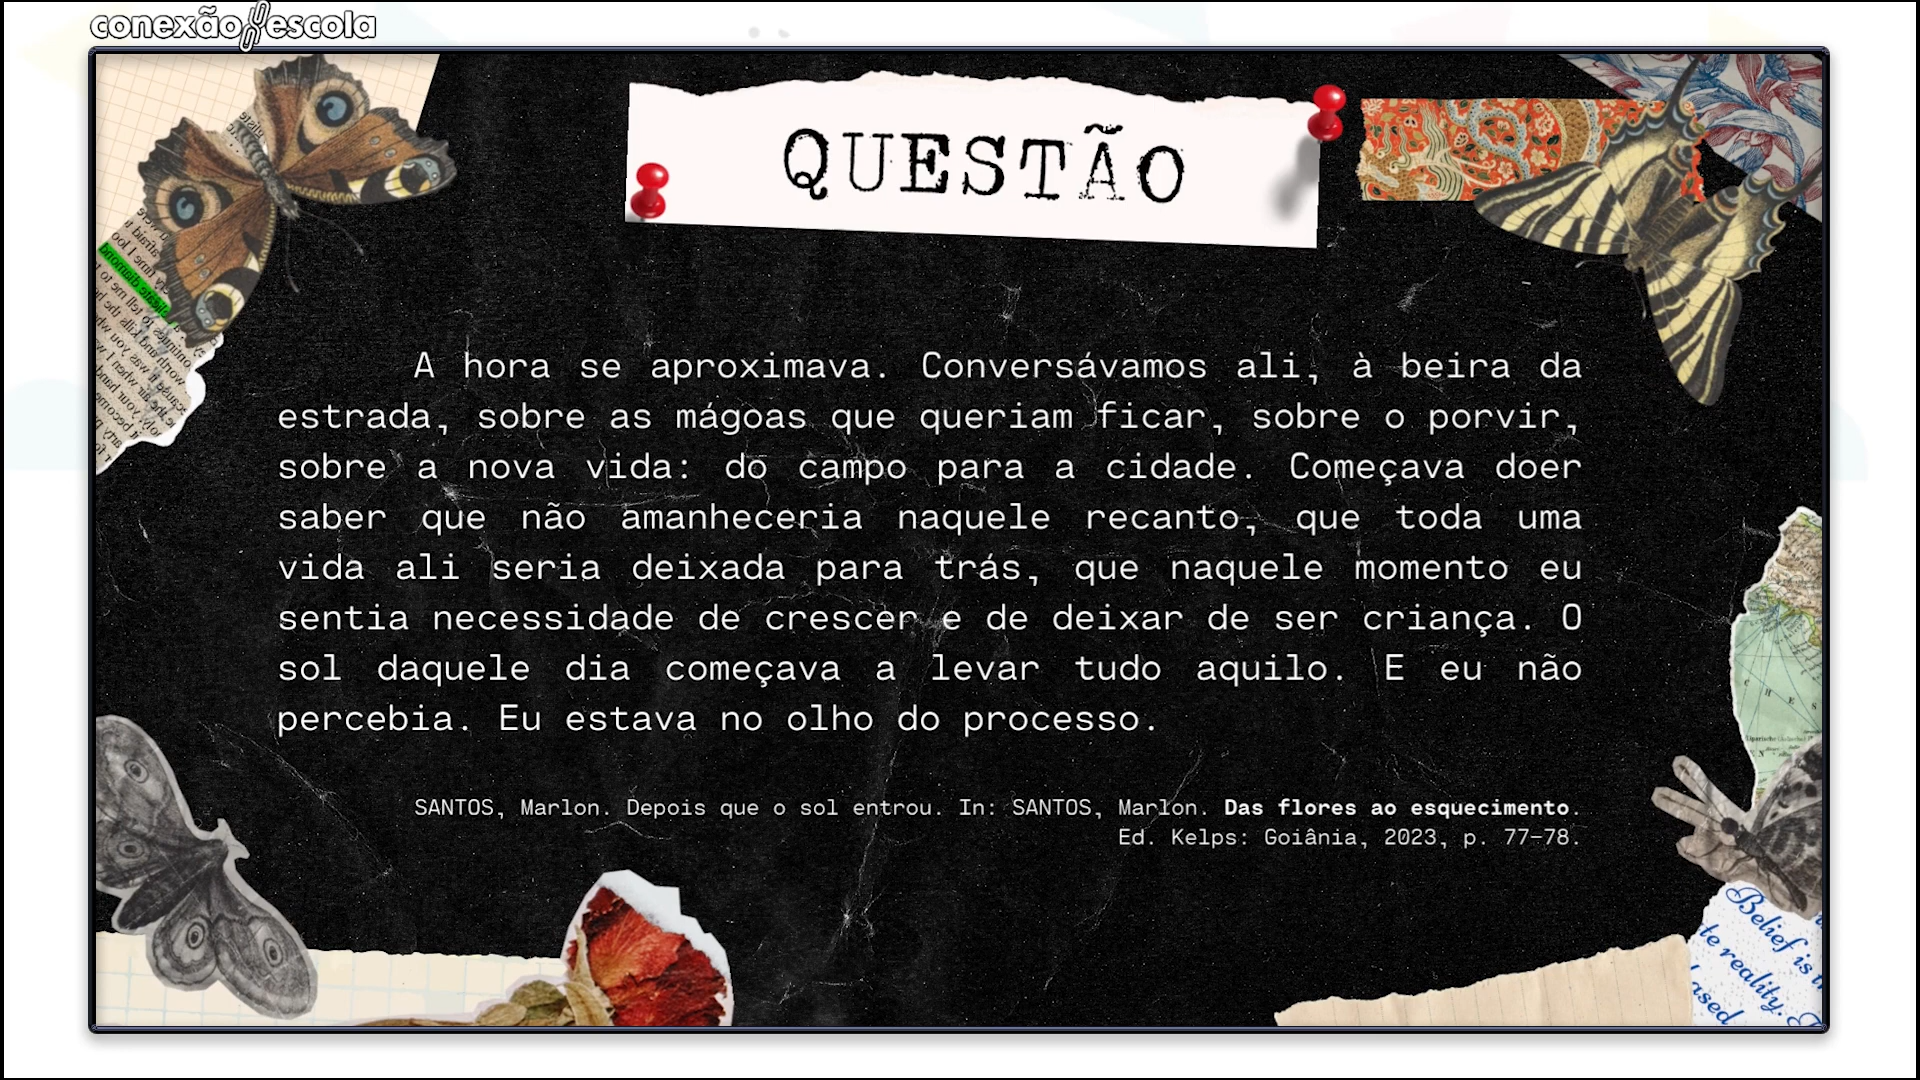 conexão escola
QUESTÃO
A hora se aproximava. Conversávamos ali, à beira da
estrada, sobre as mágoas que queriam ficar, sobre o porvir,
sobre a nova vida: do campo para a cidade. Começava doer
saber que não amanheceria naquele recanto, que toda uma
vida ali seria deixada para trás, que naquele momento eu
sentia necessidade de crescer e de deixar de ser criança. O
sol daquele dia começava a levar tudo aquilo. E eu não
percebia. Eu estava no olho do processo.
SANTOS, Marlon. Depois que o sol entrou. In: SANTOS, Marlon. Das flores ao esquecimento.
Ed. Kelps: Goiânia, 2023, p. 77-78.
Belief is
te reality.
ased